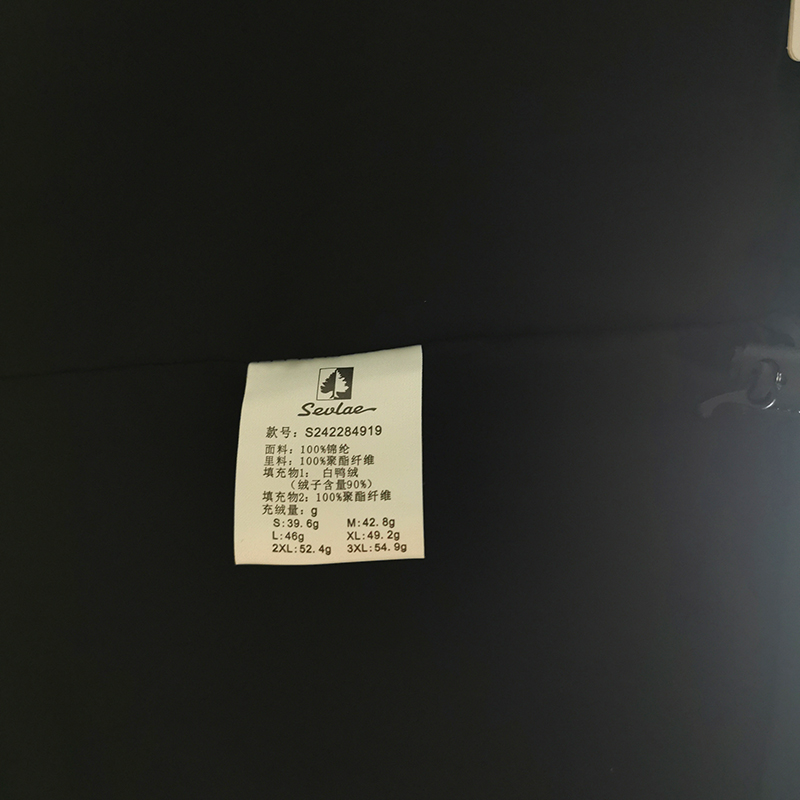 Sevlae
款号：S242284919
面料：100%锦纶
里料：100%聚酯纤维
填充物1： 白鸭绒
（绒子含量90%）
填充物2：100%聚酯纤维
充绒量：g
S:39.6g M:42.8g
L:46g XL:49.2g
2XL:52.4g 3XL:54.9g